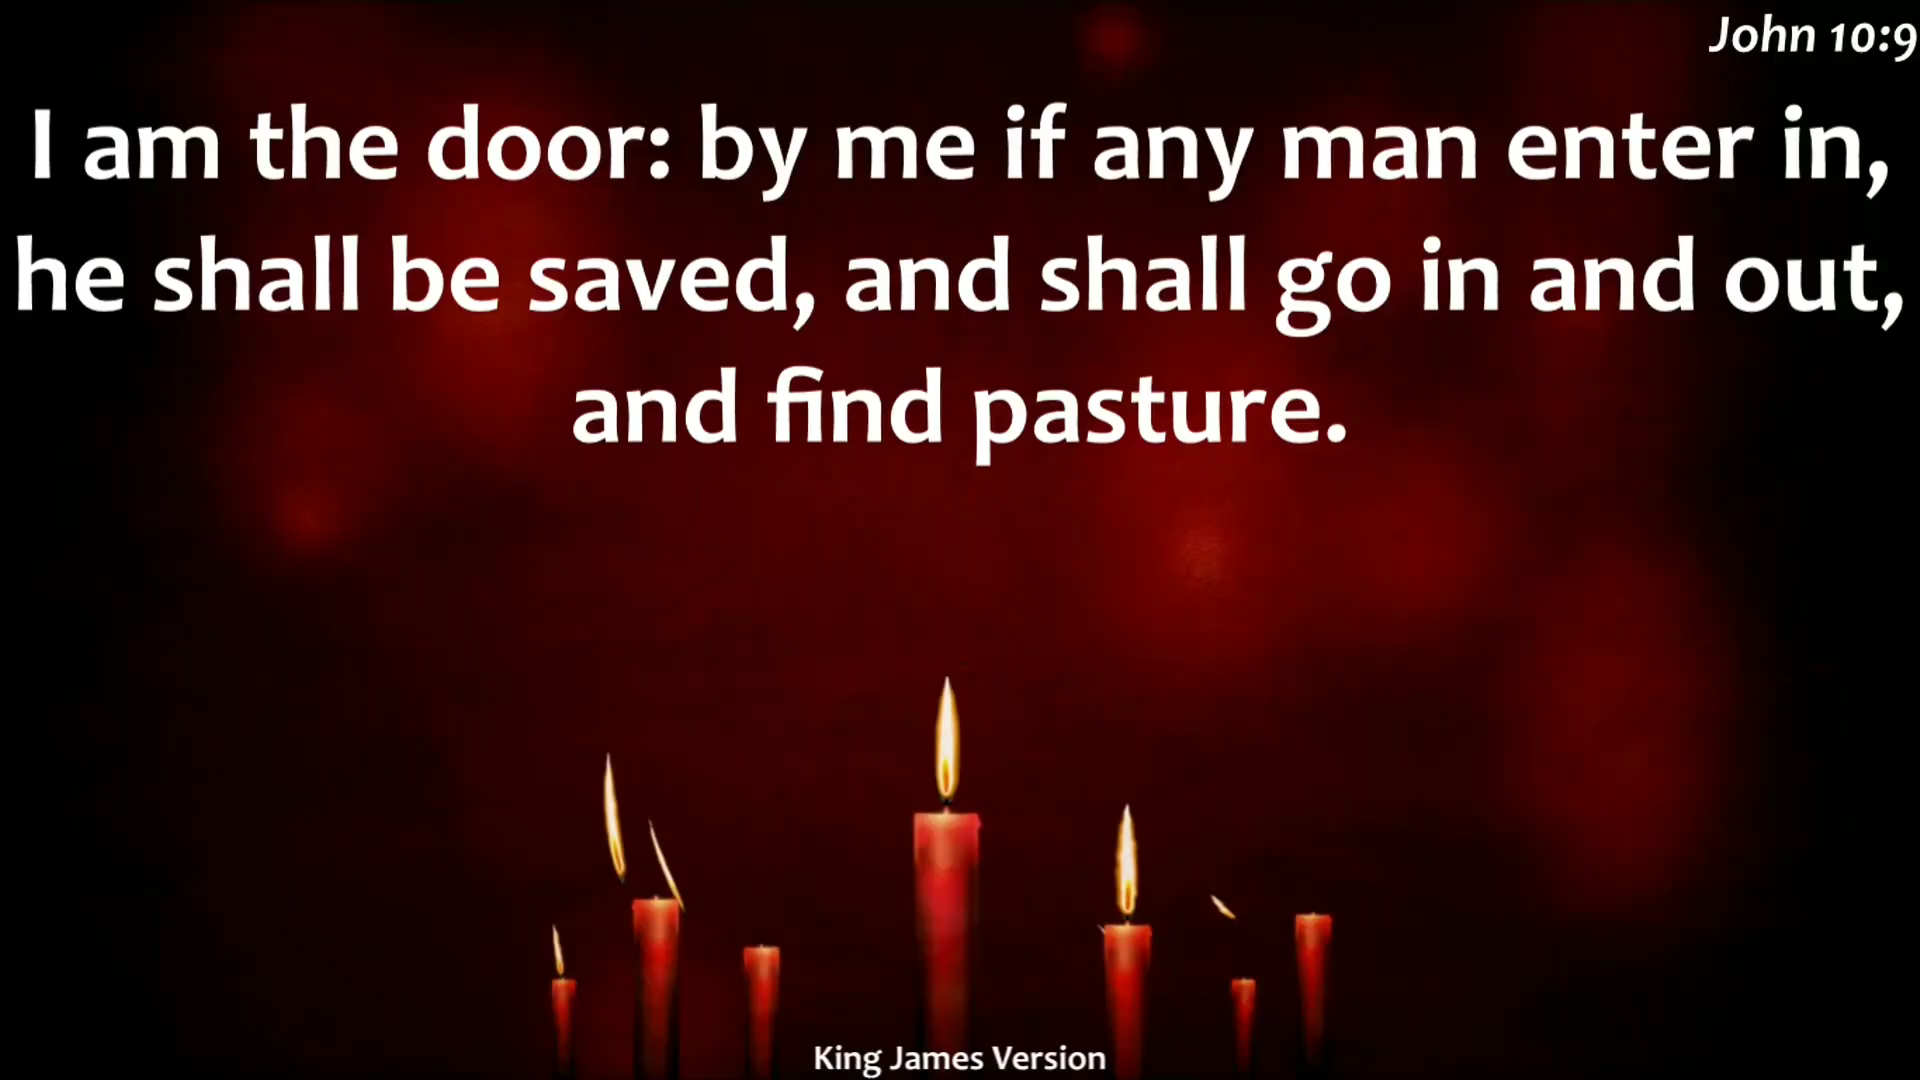 John 10:9
I am the door: by me if any man enter in,
he shall be saved, and shall go in and out,
and find pasture.
King James Version